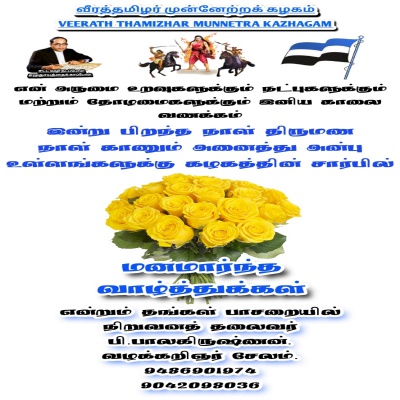 வீரத்தமிழர் முன்னேற்றக் கழகம்
VEERATH THAMIZHAR MUNNETRA KAZHAGAM
என் அருமை உறவுகளுக்கும் நட்புகளுக்கும்
மற்றும் தோழமைகளுக்கும் இனிய காலை
வணக்கம்
இன்று பிறந்த நாள் திருமண
நாள் காணும் அனைத்து அன்பு
உள்ளங்களுக்கு கழகத்தின் சார்பில்
மனமார்ந்த
வாழ்த்துக்கள்
என்றும் தங்கள் பாசறையில்
நிறுவனத் தலைவர்
பி.பாலகிருஷ்ணன்.
வழக்கறிஞர் சேலம்.
9486901974
9042098036